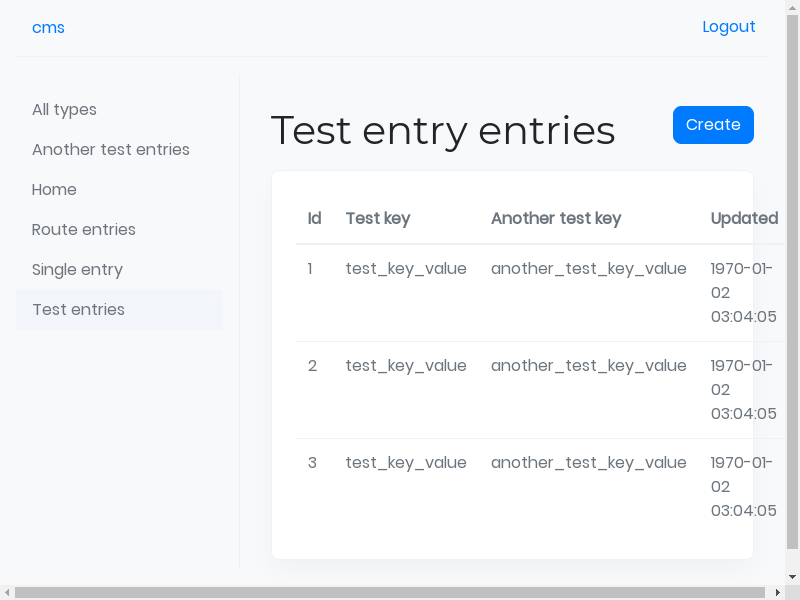 cms
Logout
All types
Another test entries
Home
Route entries
Single entry
Test entries
Test entry entries
Create
Id Test key Another test key Updated
1 test_key_value another_test_key_value 1970-01-
02
03:04:05
2 test_key_value another_test_key_value 1970-01-
02
03:04:05
3 test_key_value another_test_key_value 1970-01-
02
03:04:05